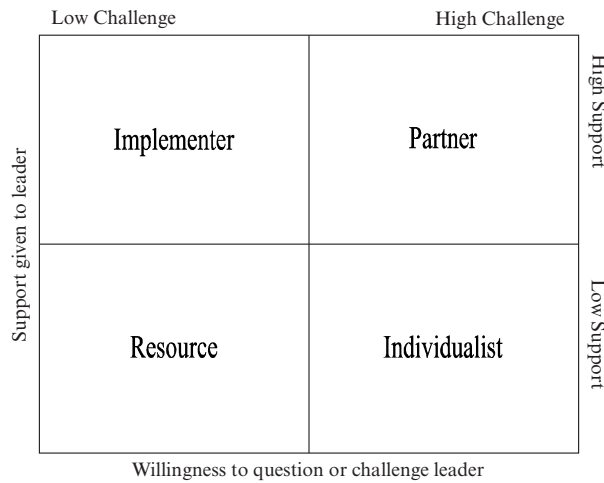 Low Challenge
High Challenge
High Support
Implementer
Partner
Support given to leader
Resource
Individualist
Low Support
Willingness to question or challenge leader